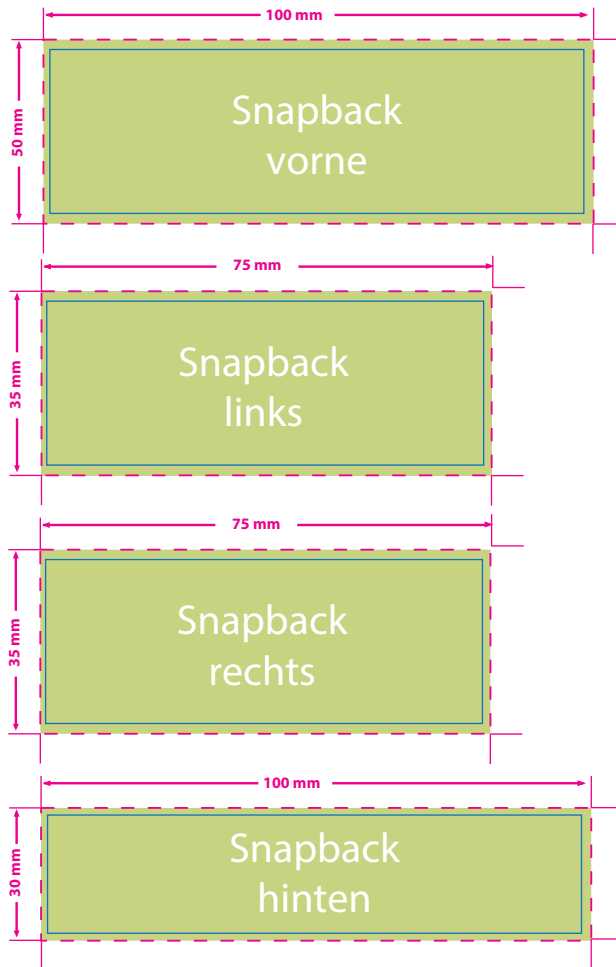 100 mm
50 mm
Snapback
vorne
75 mm
35 mm
Snapback
links
75 mm
35 mm
Snapback
rechts
100 mm
30 mm
Snapback
hinten